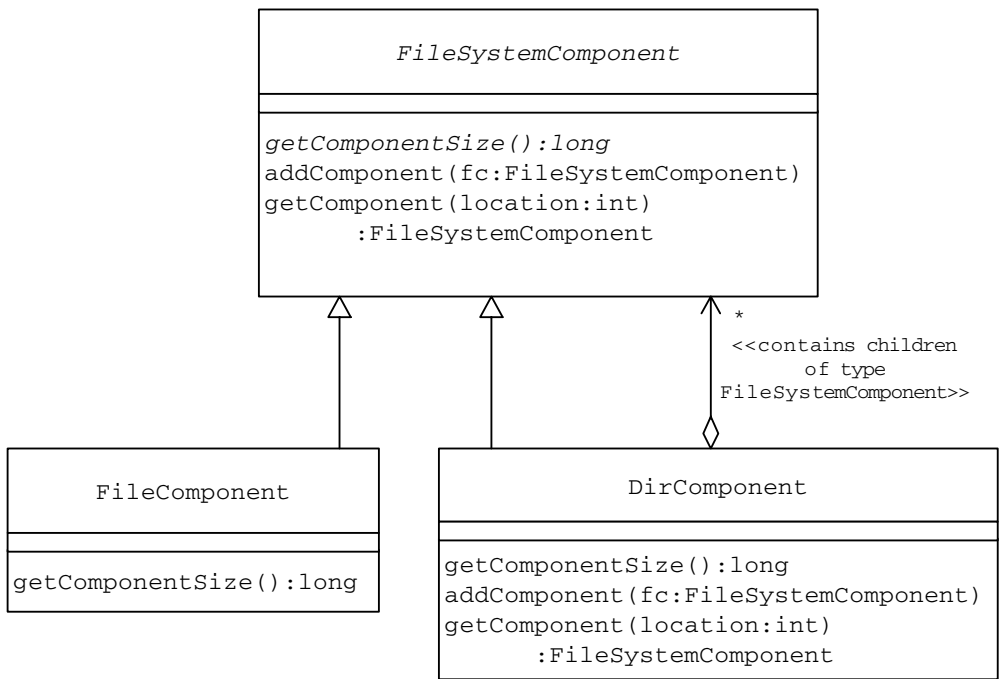 FileSystemComponent
getComponentSize():long
addComponent(fc:FileSystemComponent)
getComponent(location:int)
:FileSystemComponent
*
<<contains children
of type
FileSystemComponent>>
FileComponent
getComponentSize():long
DirComponent
getComponentSize():long
addComponent(fc:FileSystemComponent)
getComponent(location:int)
:FileSystemComponent